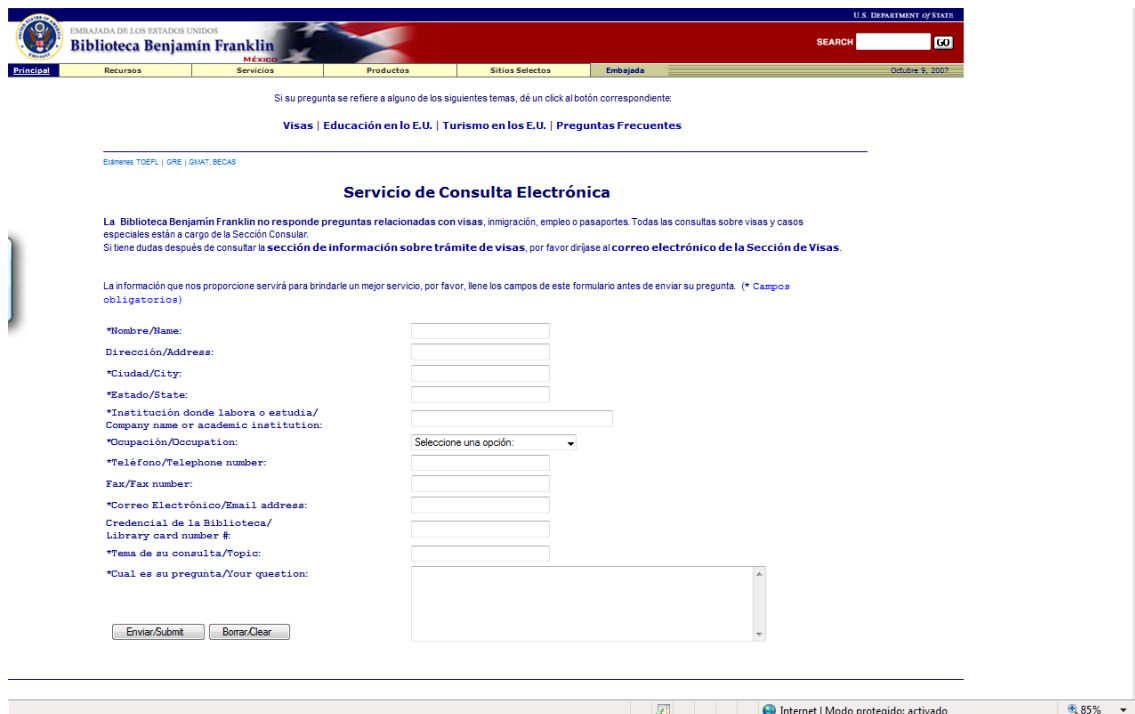 U.S. DEPARTMENT of STATE
EMBAJADA DE LOS ESTADOS UNIDOS
Biblioteca Benjamín Franklin
MÉXICO
SEARCH GO
Principal Recursos Servicios Productos Sitios Selectos Embajada Octubre 9, 2007
Si su pregunta se refiere a alguno de los siguientes temas, dé un click al botón correspondiente:
Visas | Educación en lo E.U. | Turismo en los E.U. | Preguntas Frecuentes
Exámenes TOEFL | GRE | GMAT, BECAS
Servicio de Consulta Electrónica
La Biblioteca Benjamín Franklin no responde preguntas relacionadas con visas, inmigración, empleo o pasaportes. Todas las consultas sobre visas y casos
especiales están a cargo de la Sección Consular.
Si tiene dudas después de consultar la sección de información sobre trámite de visas, por favor diríjase al correo electrónico de la Sección de Visas.
La información que nos proporcione servirá para brindarle un mejor servicio, por favor, llene los campos de este formulario antes de enviar su pregunta. (* Campos
obligatorios)
*Nombre/Name:
Dirección/Address:
*Ciudad/City:
*Estado/State:
*Institución donde labora o estudia/
Company name or academic institution:
*Ocupación/Occupation: Seleccione una opción:
*Teléfono/Telephone number:
Fax/Fax number:
*Correo Electrónico/Email address:
Credencial de la Biblioteca/
Library card number #:
*Tema de su consulta/Topic:
*Cual es su pregunta/Your question:
Enviar/Submit Borrar/Clear
Internet | Modo protegido: activado 85%